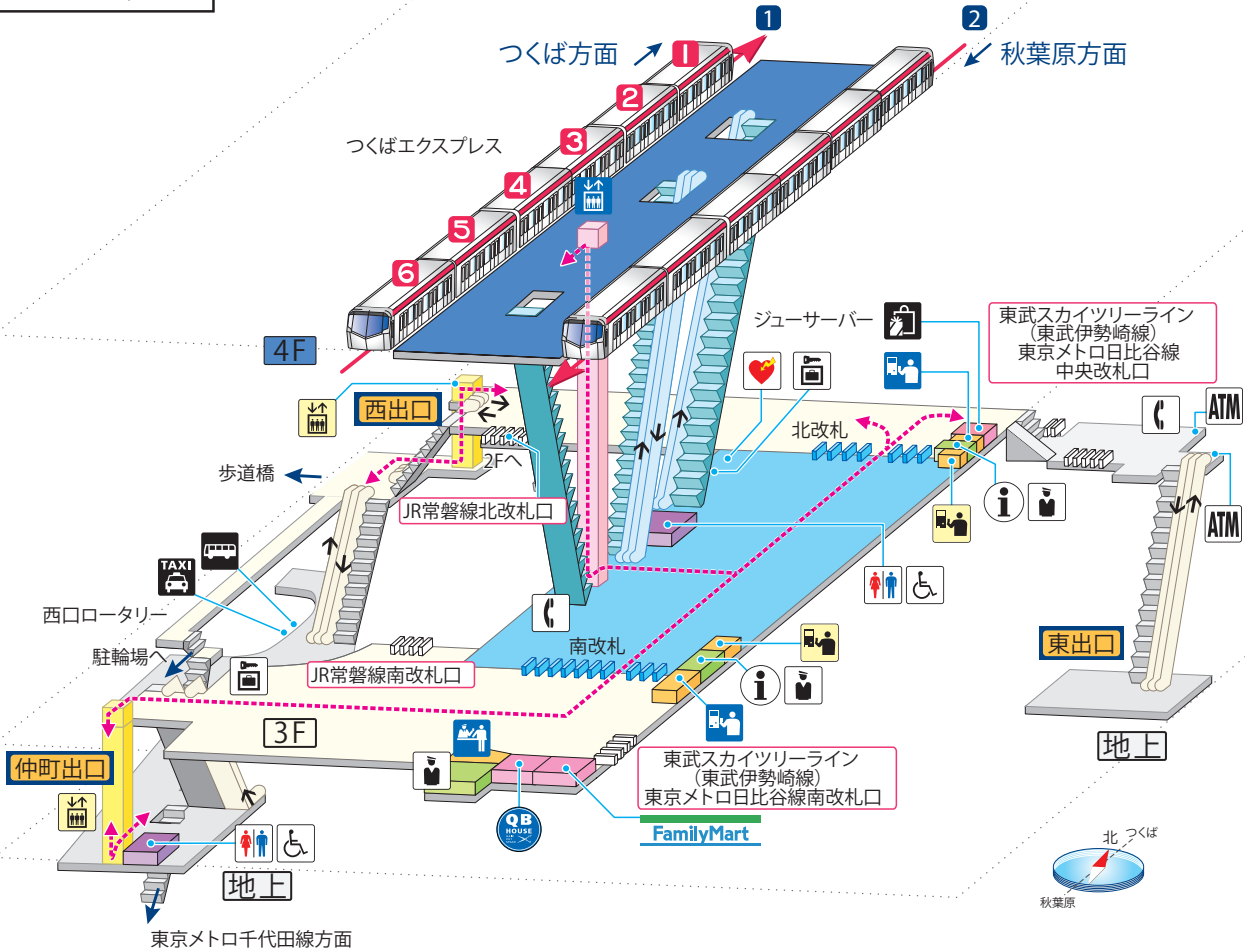 1
2
つくば方面
秋葉原方面
1
2
3
4
5
6
つくばエクスプレス
4F
ジューサーバー
東武スカイツリーライン
(東武伊勢崎線)
東京メトロ日比谷線
中央改札口
ATM
ATM
西出口
2Fへ
北改札
歩道橋
JR常磐線北改札口
TAXI
西口ロータリー
駐輪場へ
南改札
JR常磐線南改札口
東出口
3F
地上
仲町出口
東武スカイツリーライン
(東武伊勢崎線)
東京メトロ日比谷線南改札口
QB
HOUSE
FamilyMart
地上
東京メトロ千代田線方面
北
つくば
秋葉原